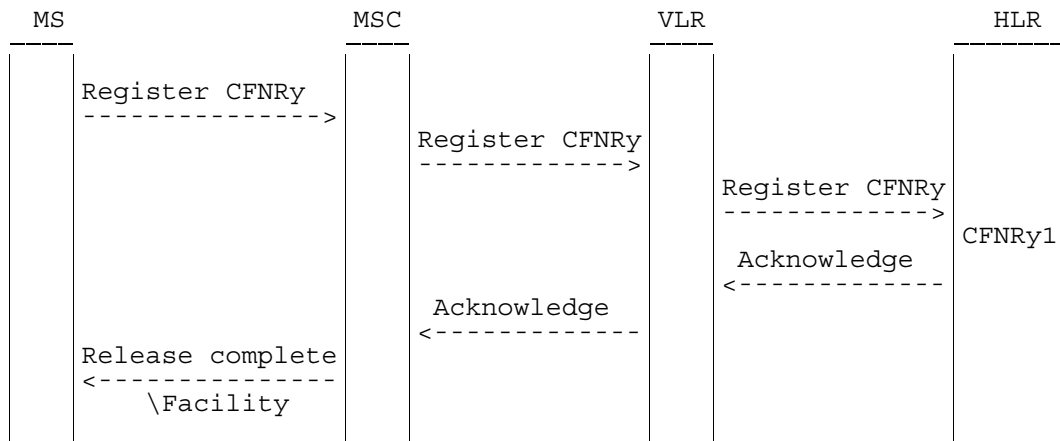 MS MSC VLR HLR
Register CFNRy
Register CFNRy
Register CFNRy
CFNRy1
Acknowledge
Acknowledge
Release complete
\Facility